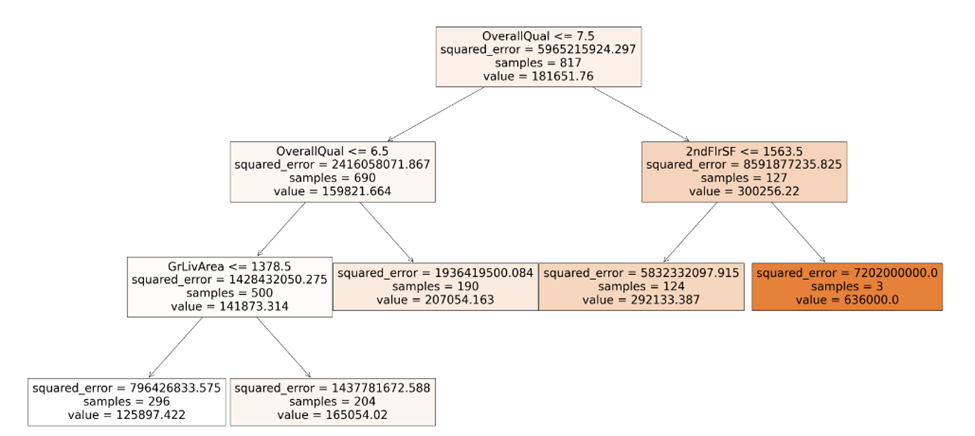 OverallQual <= 7.5
squared_error = 5965215924.297
samples = 817
value = 181651.76
OverallQual <= 6.5
squared_error = 2416058071.867
samples = 690
value = 159821.664
2ndFlrSF <= 1563.5
squared_error = 8591877235.825
samples = 127
value = 300256.22
GrLivArea <= 1378.5
squared_error = 1428432050.275
samples = 500
value = 141873.314
squared_error = 1936419500.084
samples = 190
value = 207054.163
squared_error = 5832332097.915
samples = 124
value = 292133.387
squared_error = 7202000000.0
samples = 3
value = 636000.0
squared_error = 796426833.575
samples = 296
value = 125897.422
squared_error = 1437781672.588
samples = 204
value = 165054.02